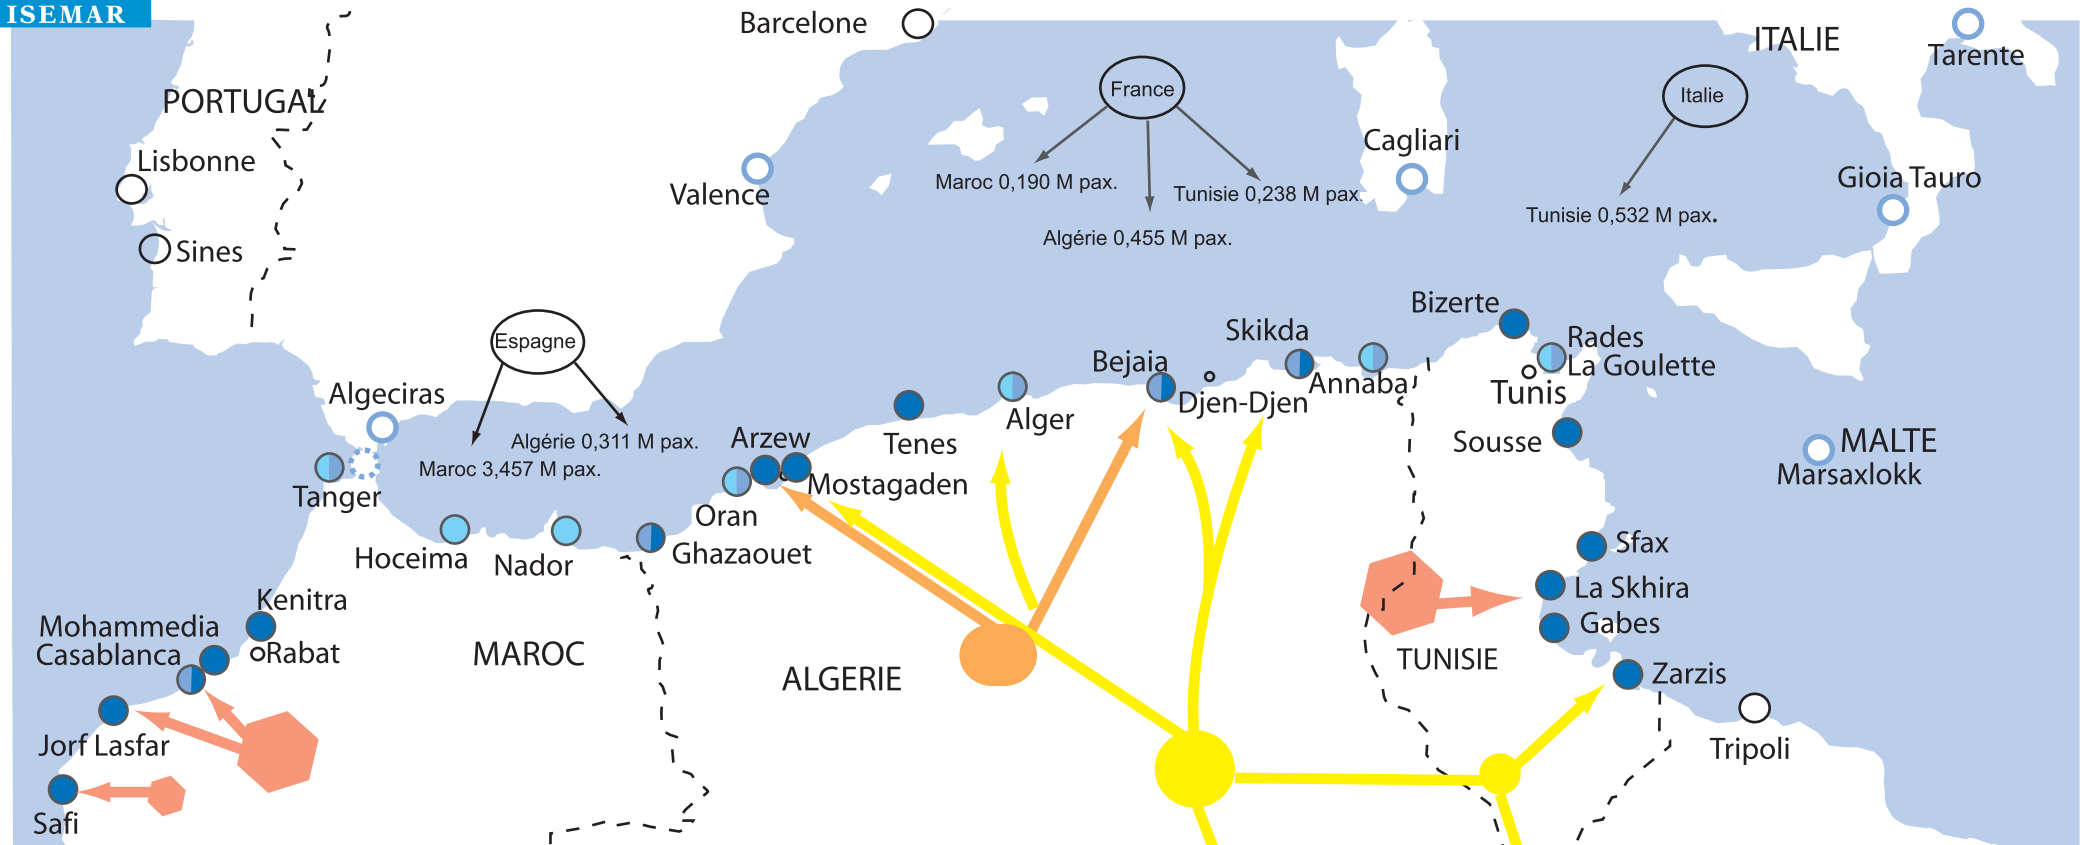 ISEMAR
Barcelone
ITALIE
Tarente
PORTUGAL
France
Italie
Lisbonne
Cagliari
Valence
Maroc 0,190 M pax.
Tunisie 0,238 M pax.
Gioia Tauro
Tunisie 0,532 M pax.
Sines
Algérie 0,455 M pax.
Bizerte
Espagne
Skikda
Rades
La Goulette
Bejaia
Annaba
Tunis
Algeciras
Djen-Djen
Alger
Algérie 0,311 M pax.
Arzew
Tenes
Sousse
MALTE
Marsaxlokk
Maroc 3,457 M pax.
Mostagaden
Tanger
Oran
Hoceima
Nador
Ghazaouet
Sfax
La Skhira
Kenitra
Gabes
Mohammedia
Casablanca
Rabat
MAROC
TUNISIE
ALGERIE
Zarzis
Jorf Lasfar
Tripoli
Safi